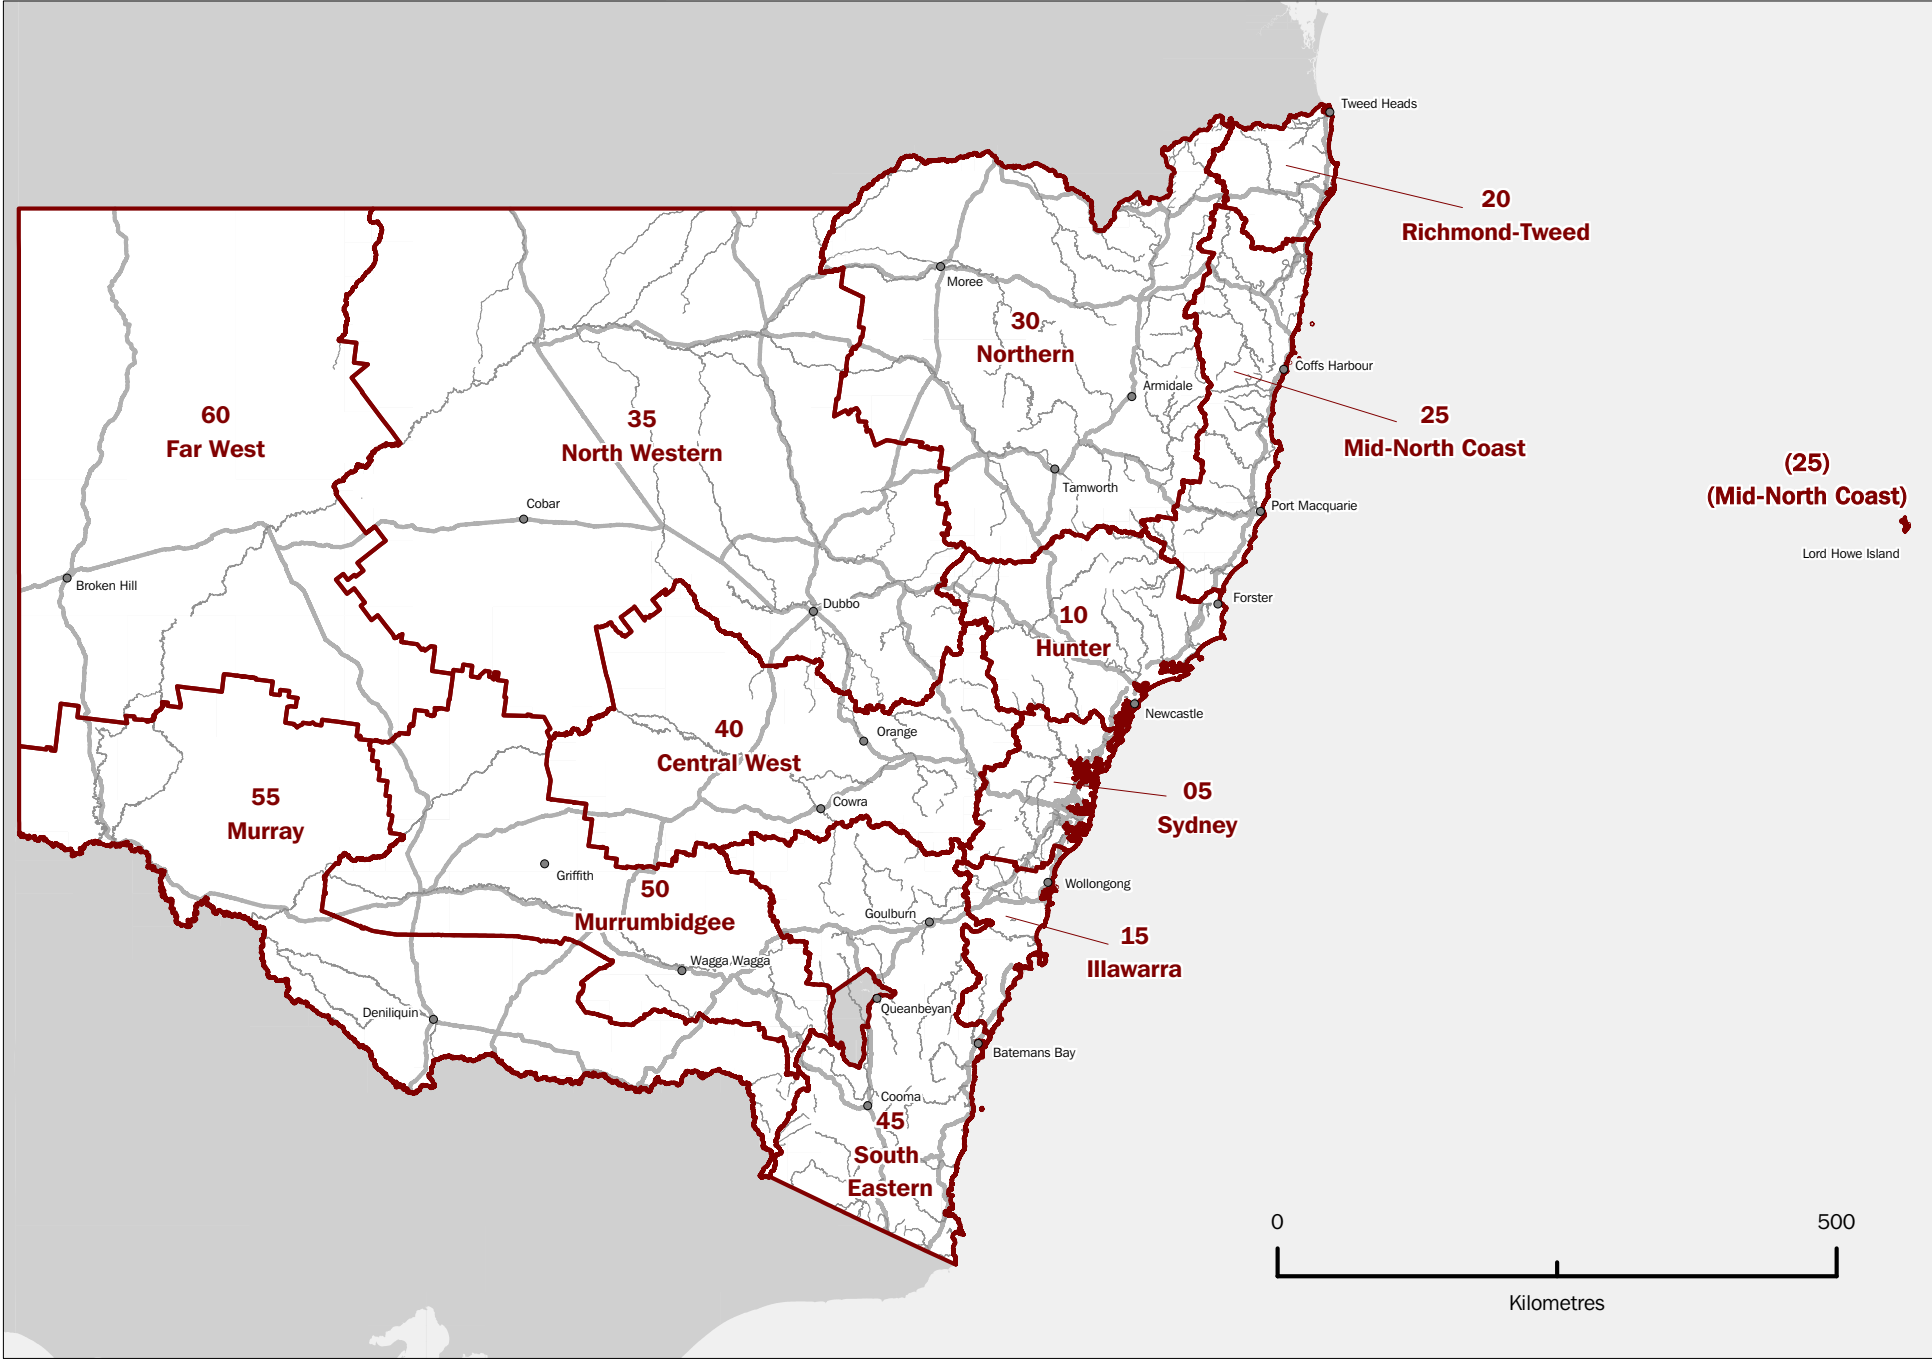 Tweed Heads
20
Richmond-Tweed
Moree
30
Northern
Coffs Harbour
Armidale
60
Far West
35
North Western
25
Mid-North Coast
(25)
(Mid-North Coast)
Tamworth
Cobar
Port Macquarie
Lord Howe Island
Broken Hill
Dubbo
Forster
10
Hunter
Newcastle
40
Central West
Orange
55
Murray
Cowra
05
Sydney
Griffith
50
Murrumbidgee
Wollongong
Goulburn
15
Illawarra
Wagga Wagga
Deniliquin
Queanbeyan
Batemans Bay
Cooma
45
South
Eastern
0
500
Kilometres